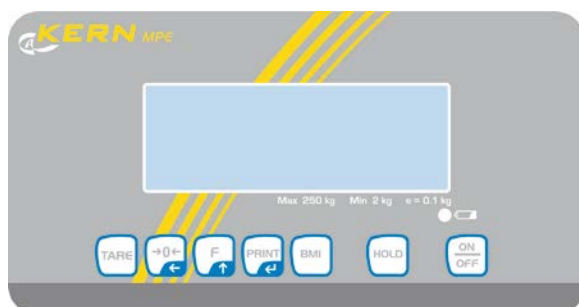 KERN MPE
Max 250 kg Min 2 kg e = 0.1 kg
TARE →0← F PRINT BMI HOLD ON
OFF